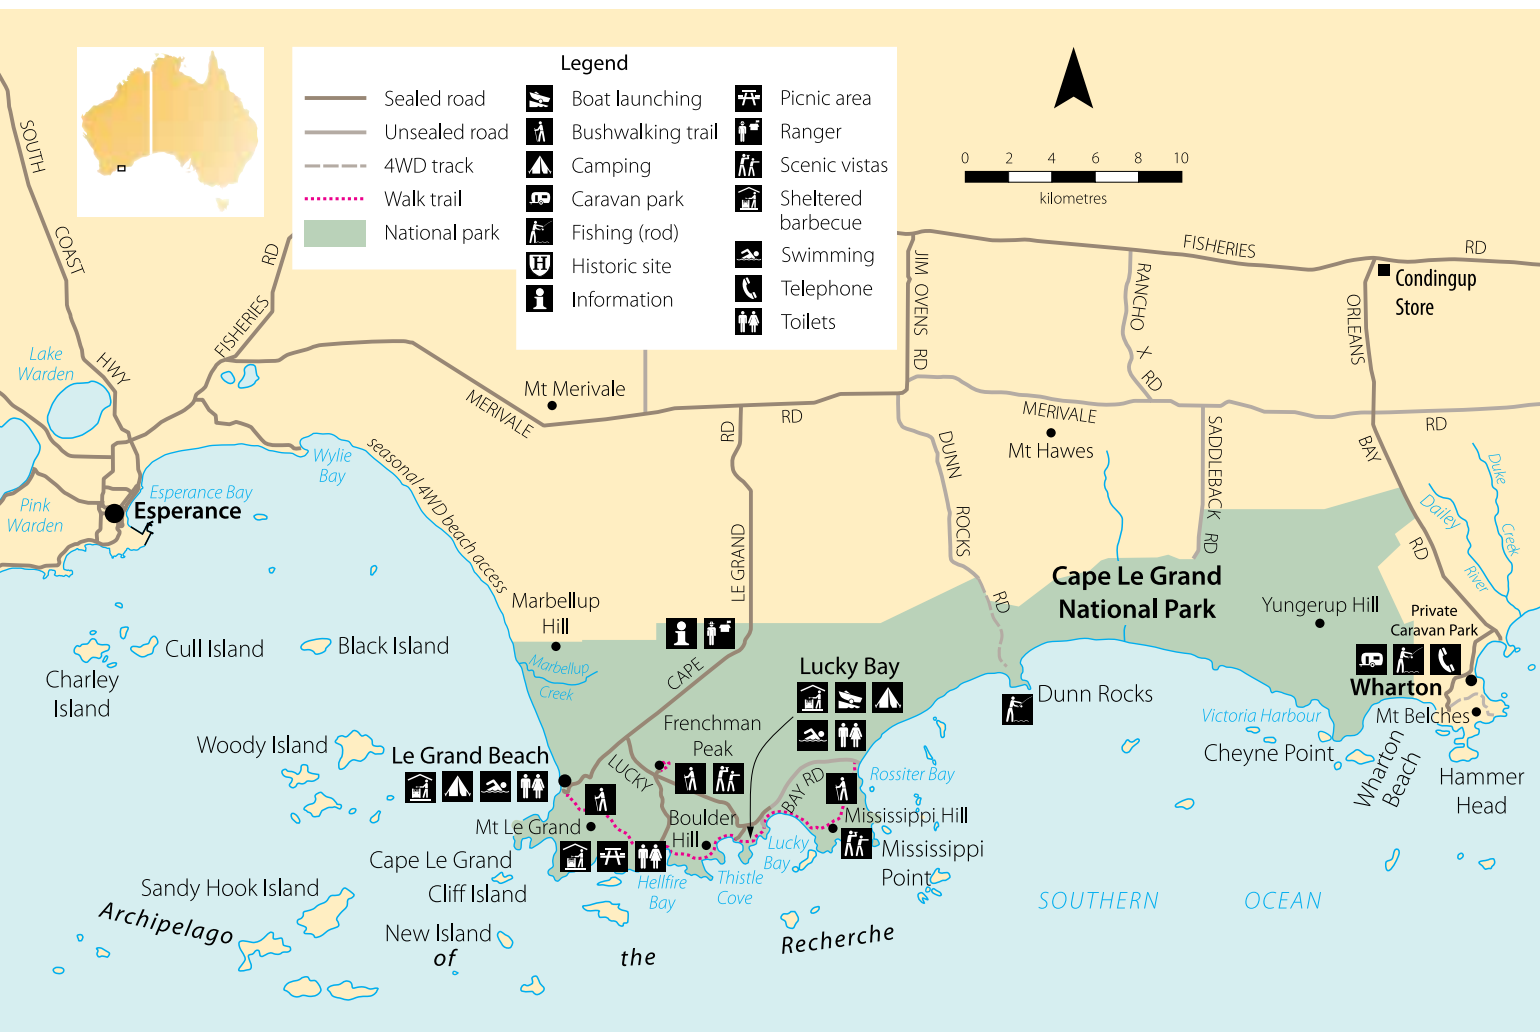 Legend
Sealed road
Unsealed road
4WD track
Walk trail
National park
Boat launching
Bushwalking trail
Camping
Caravan park
Fishing (rod)
H
Historic site
i
Information
Picnic area
Ranger
Scenic vistas
Sheltered
barbecue
Swimming
Telephone
Toilets
0 2 4 6 8 10
kilometres
SOUTH
COAST
HWY
FISHERIES
RD
FISHERIES
RD
JIM OVENS RD
RANCHO X RD
ORLEANS
BAY
RD
Condingup
Store
Lake
Warden
Pink
Warden
Mt Merivale
MERIVALE
RD
MERIVALE
RD
Mt Hawes
RD
LE GRAND
CAPE
DUNN
ROCKS
RD
SADDLEBACK RD
Duke
Creek
Dailey
River
Wylie
Bay
seasonal 4WD beach access
Esperance Bay
Esperance
Cape Le Grand
National Park
Yungerup Hill
Private
Caravan Park
Wharton
Mt Belches
Marbellup
Hill
Marbellup
Creek
i
Cull Island
Black Island
Charley
Island
Woody Island
Lucky Bay
Dunn Rocks
Victoria Harbour
Cheyne Point
Wharton
Beach
Hammer
Head
Frenchman
Peak
Le Grand Beach
LUCKY
BAY RD
Rossiter Bay
Mt Le Grand
Boulder
Hill
Mississippi Hill
Mississippi
Point
Lucky
Bay
Thistle
Cove
Hellfire
Bay
Cape Le Grand
Cliff Island
Sandy Hook Island
New Island
Archipelago
of
the
Recherche
SOUTHERN OCEAN